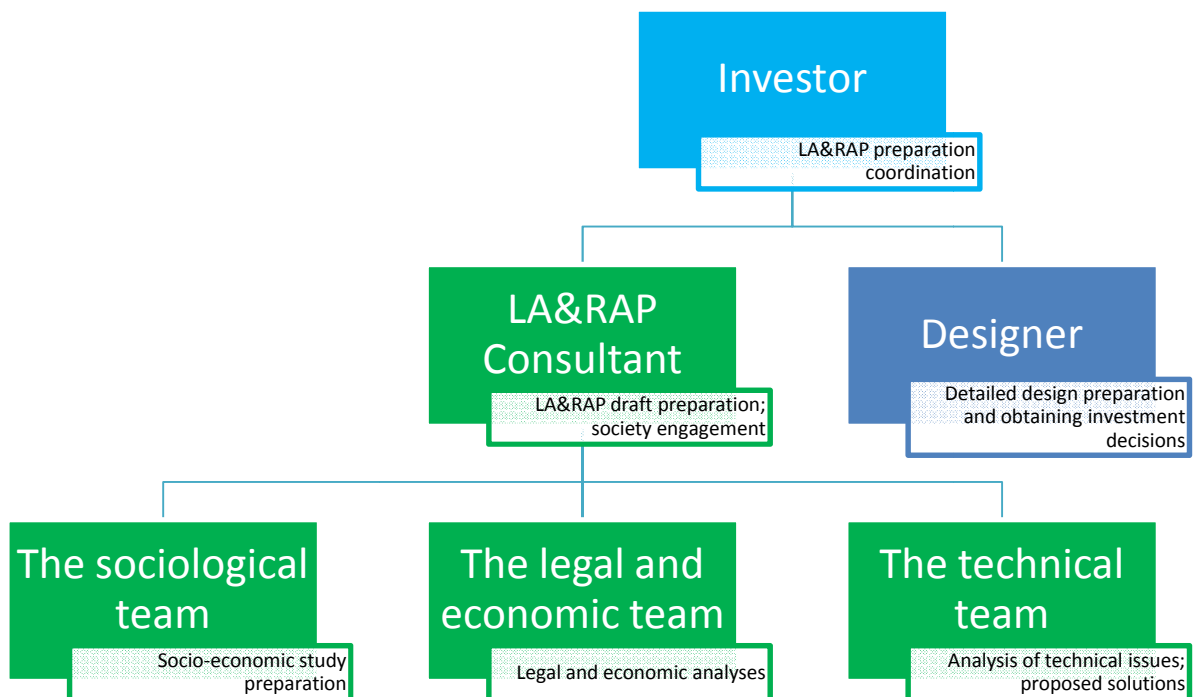 Investor
LA&RAP preparation
coordination
LA&RAP
Consultant
LA&RAP draft preparation;
society engagement
Designer
Detailed design preparation
and obtaining investment
decisions
The sociological
team
Socio-economic study
preparation
The legal and
economic team
Legal and economic analyses
The technical
team
Analysis of technical issues;
proposed solutions